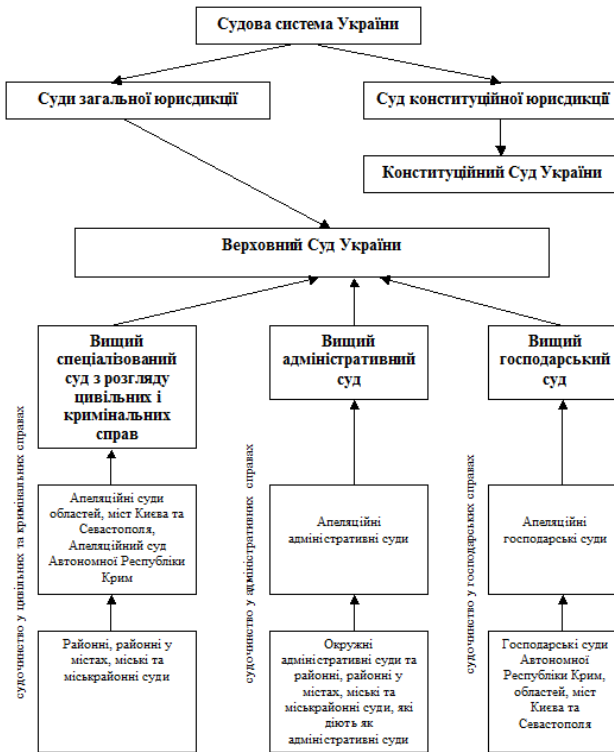 Судова система України
Суди загальної юрисдикції
Суд конституційної юрисдикції
Конституційний Суд України
Верховний Суд України
судочинство у цивільних та кримінальних справах
Вищий
спеціалізований
суд з розгляду
цивільних і
кримінальних
справ
Апеляційні суди
областей, міст Києва та
Севастополя,
Апеляційний суд
Автономної Республіки
Крим
Районні, районні у
містах, міські та
міськрайонні суди
судочинство у адміністративних справах
Вищий
адміністративний
суд
Апеляційні
адміністративні суди
Окружні
адміністративні суди та
районні, районні у
містах, міські та
міськрайонні суди, які
діють як
адміністративні суди
судочинство у господарських справах
Вищий
господарський
суд
Апеляційні
господарські суди
Господарські суди
Автономної
Республіки Крим,
областей, міст
Києва та
Севастополя